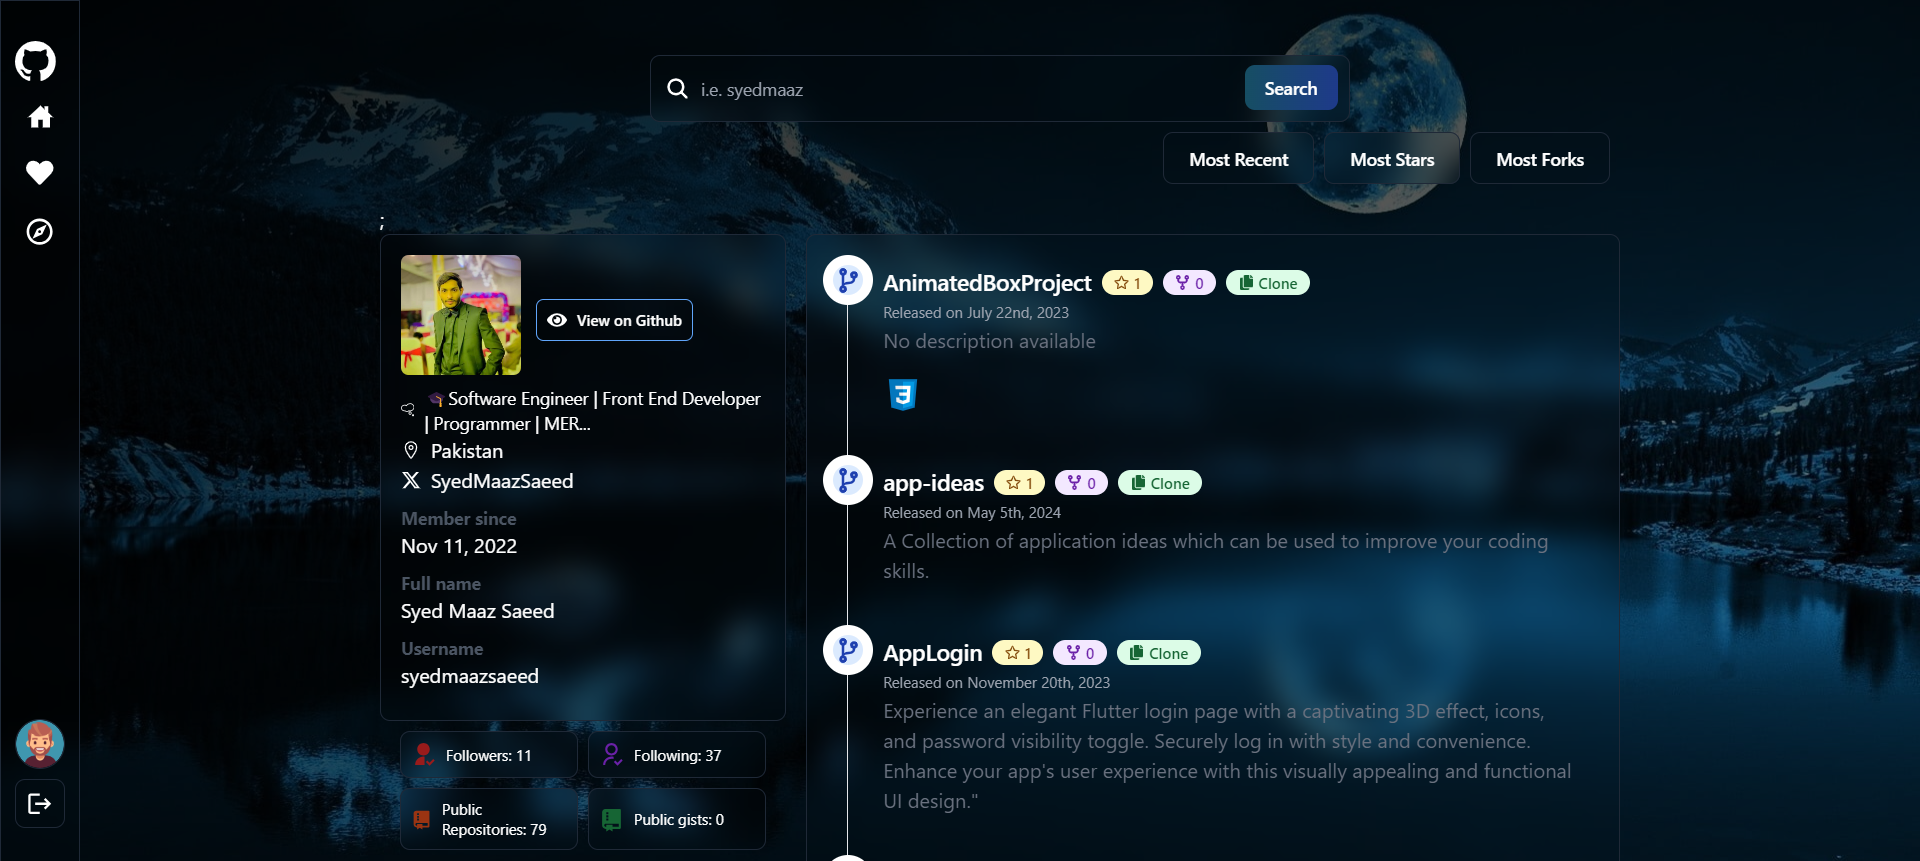 i.e. syedmaaz
Search
Most Recent
Most Stars
Most Forks
;
View on Github
🎓Software Engineer | Front End Developer
| Programmer | MER...
Pakistan
SyedMaazSaeed
Member since
Nov 11, 2022
Full name
Syed Maaz Saeed
Username
syedmaazsaeed
Followers: 11
Following: 37
Public
Repositories: 79
Public gists: 0
AnimatedBoxProject 1 0 Clone
Released on July 22nd, 2023
No description available
3
app-ideas 1 0 Clone
Released on May 5th, 2024
A Collection of application ideas which can be used to improve your coding
skills.
AppLogin 1 0 Clone
Released on November 20th, 2023
Experience an elegant Flutter login page with a captivating 3D effect, icons,
and password visibility toggle. Securely log in with style and convenience.
Enhance your app's user experience with this visually appealing and functional
UI design."